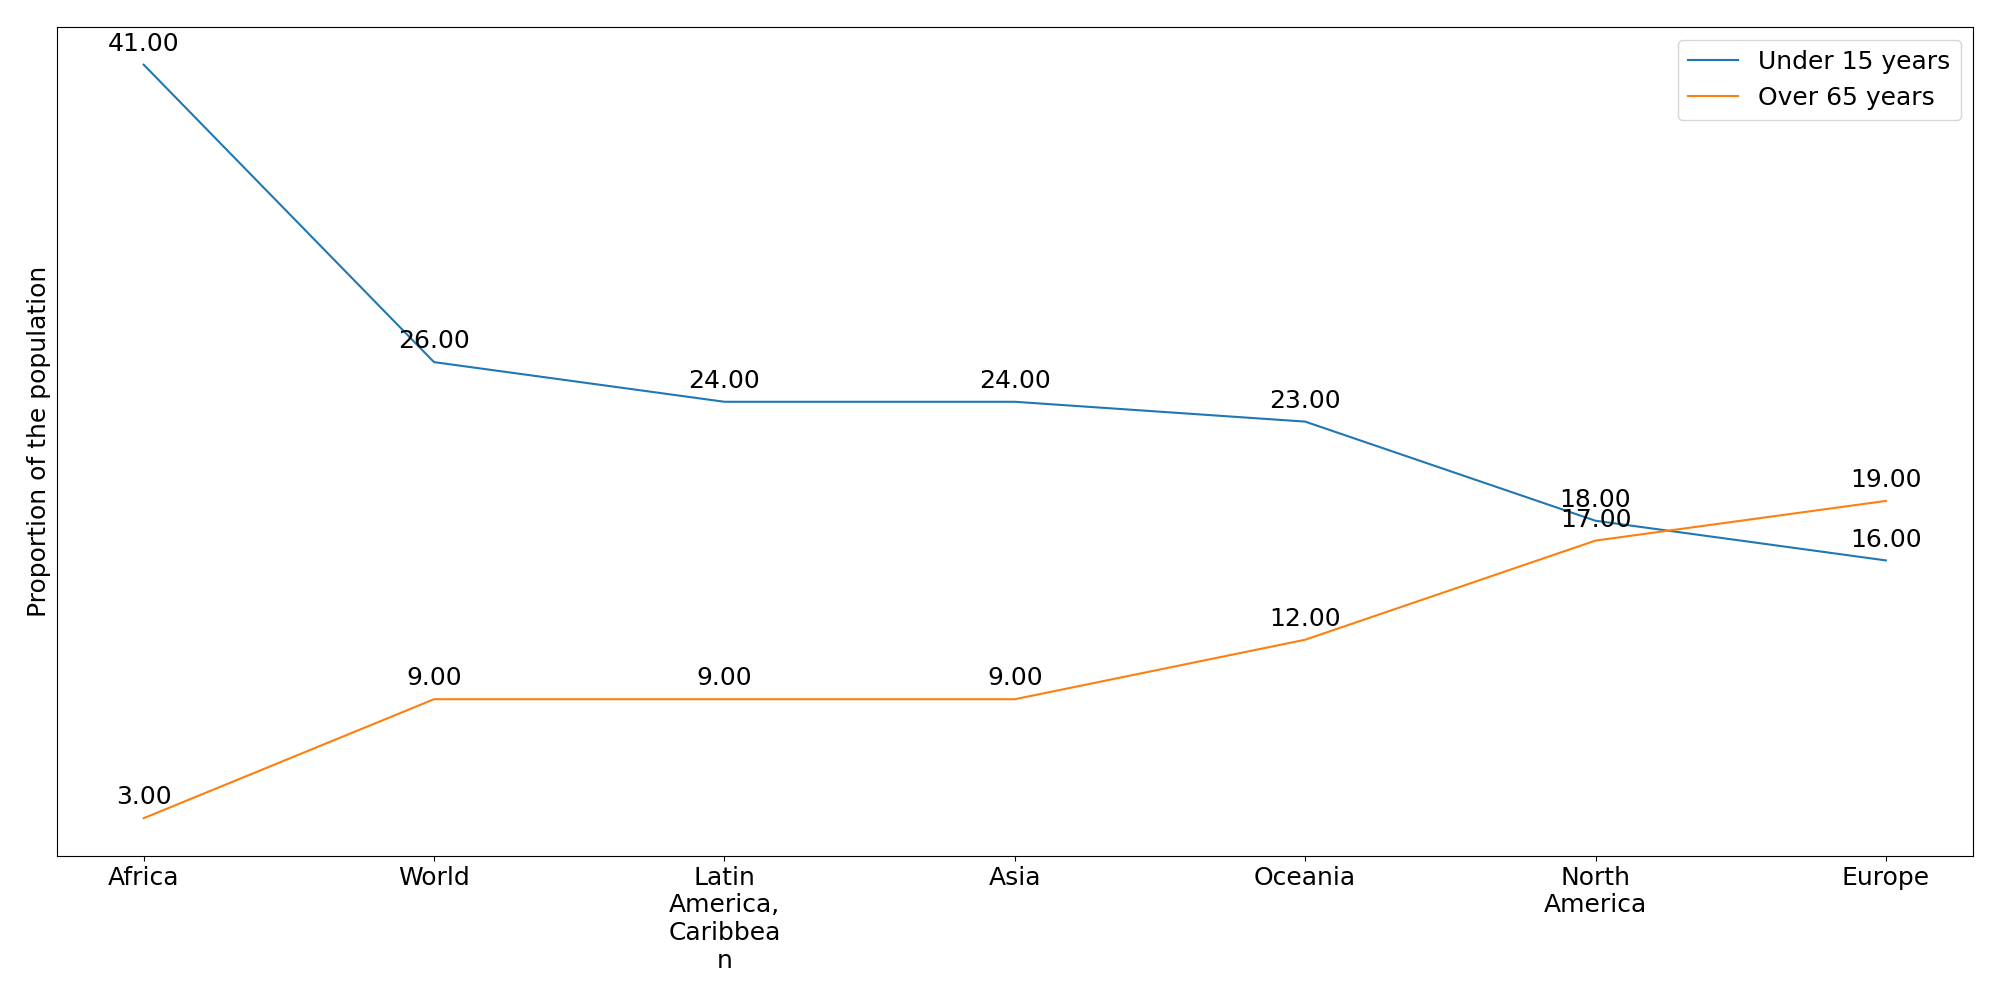 Under 15 years
Over 65 years
Proportion of the population
41.00
26.00
24.00
24.00
23.00
18.00
16.00
3.00
9.00
9.00
9.00
12.00
17.00
19.00
Africa
World
Latin
America,
Caribbea
n
Asia
Oceania
North
America
Europe